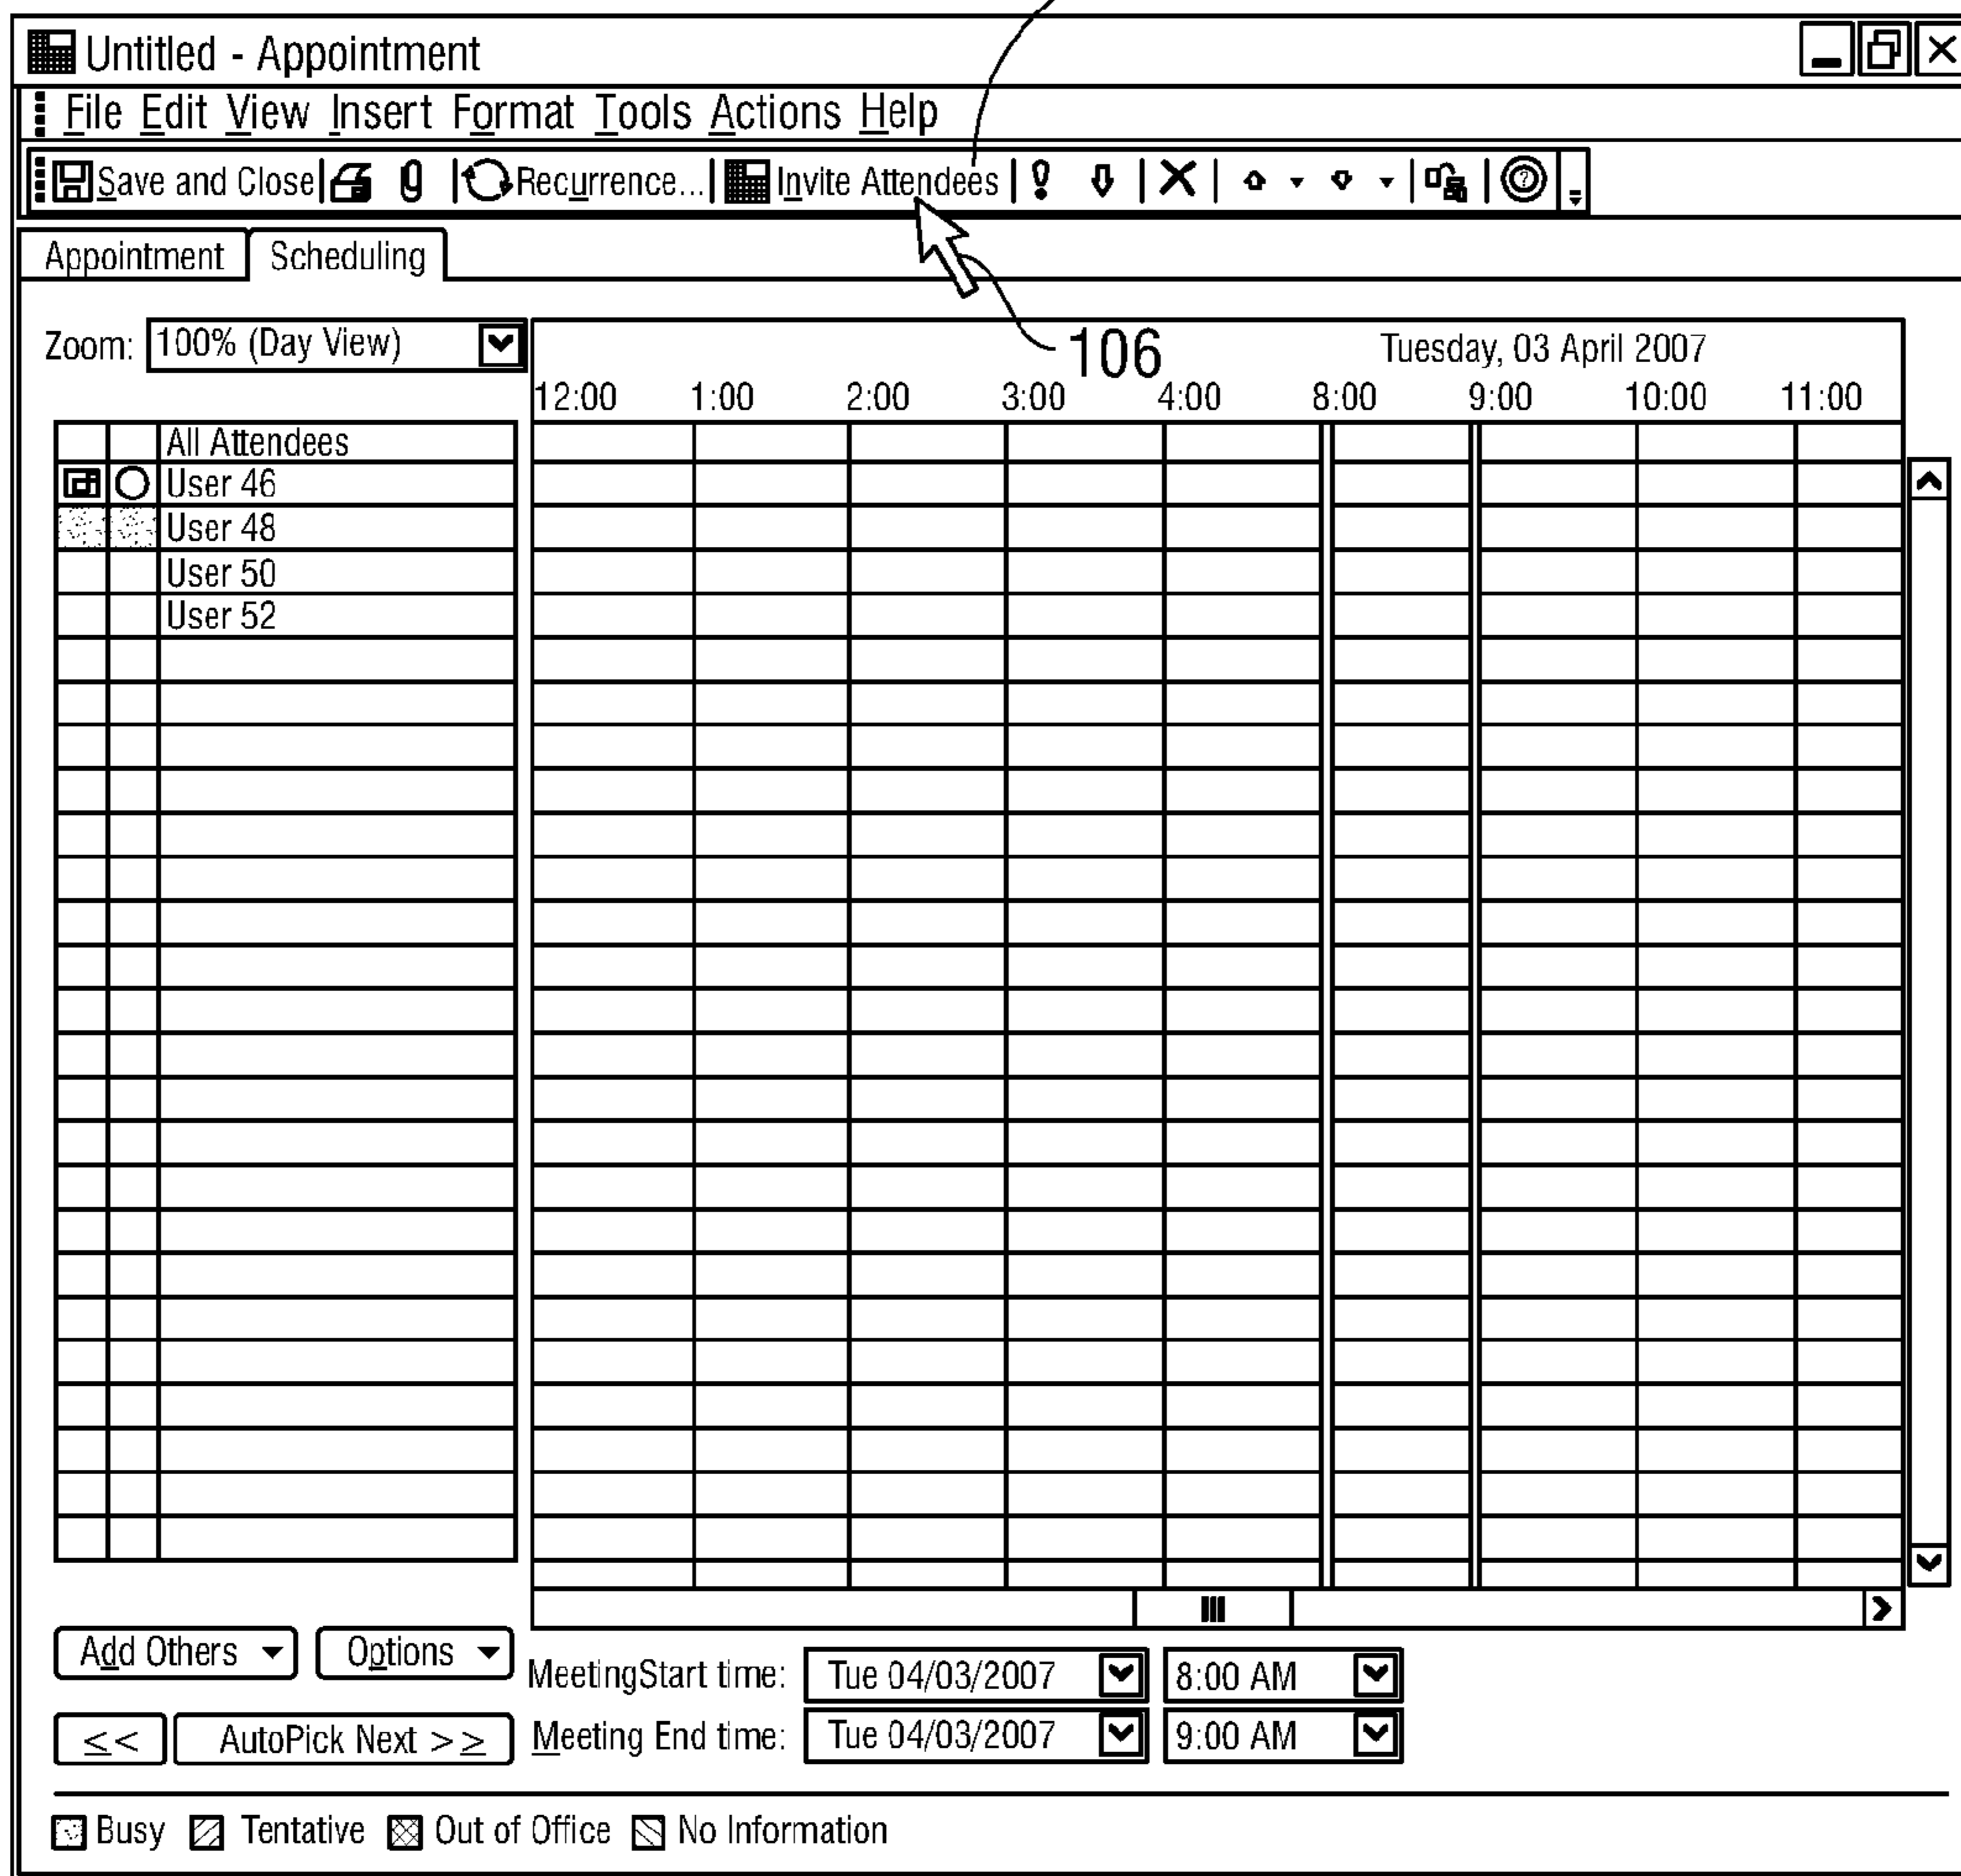 Untitled - Appointment
File Edit View Insert Format Tools Actions Help
Save and Close Recurrence... Invite Attendees
Appointment Scheduling
Zoom: 100% (Day View) 106 Tuesday, 03 April 2007
12:00 1:00 2:00 3:00 4:00 8:00 9:00 10:00 11:00
All Attendees
User 46
User 48
User 50
User 52
Add Others Options
MeetingStart time: Tue 04/03/2007 8:00 AM
<< AutoPick Next >> Meeting End time: Tue 04/03/2007 9:00 AM
Busy Tentative Out of Office No Information